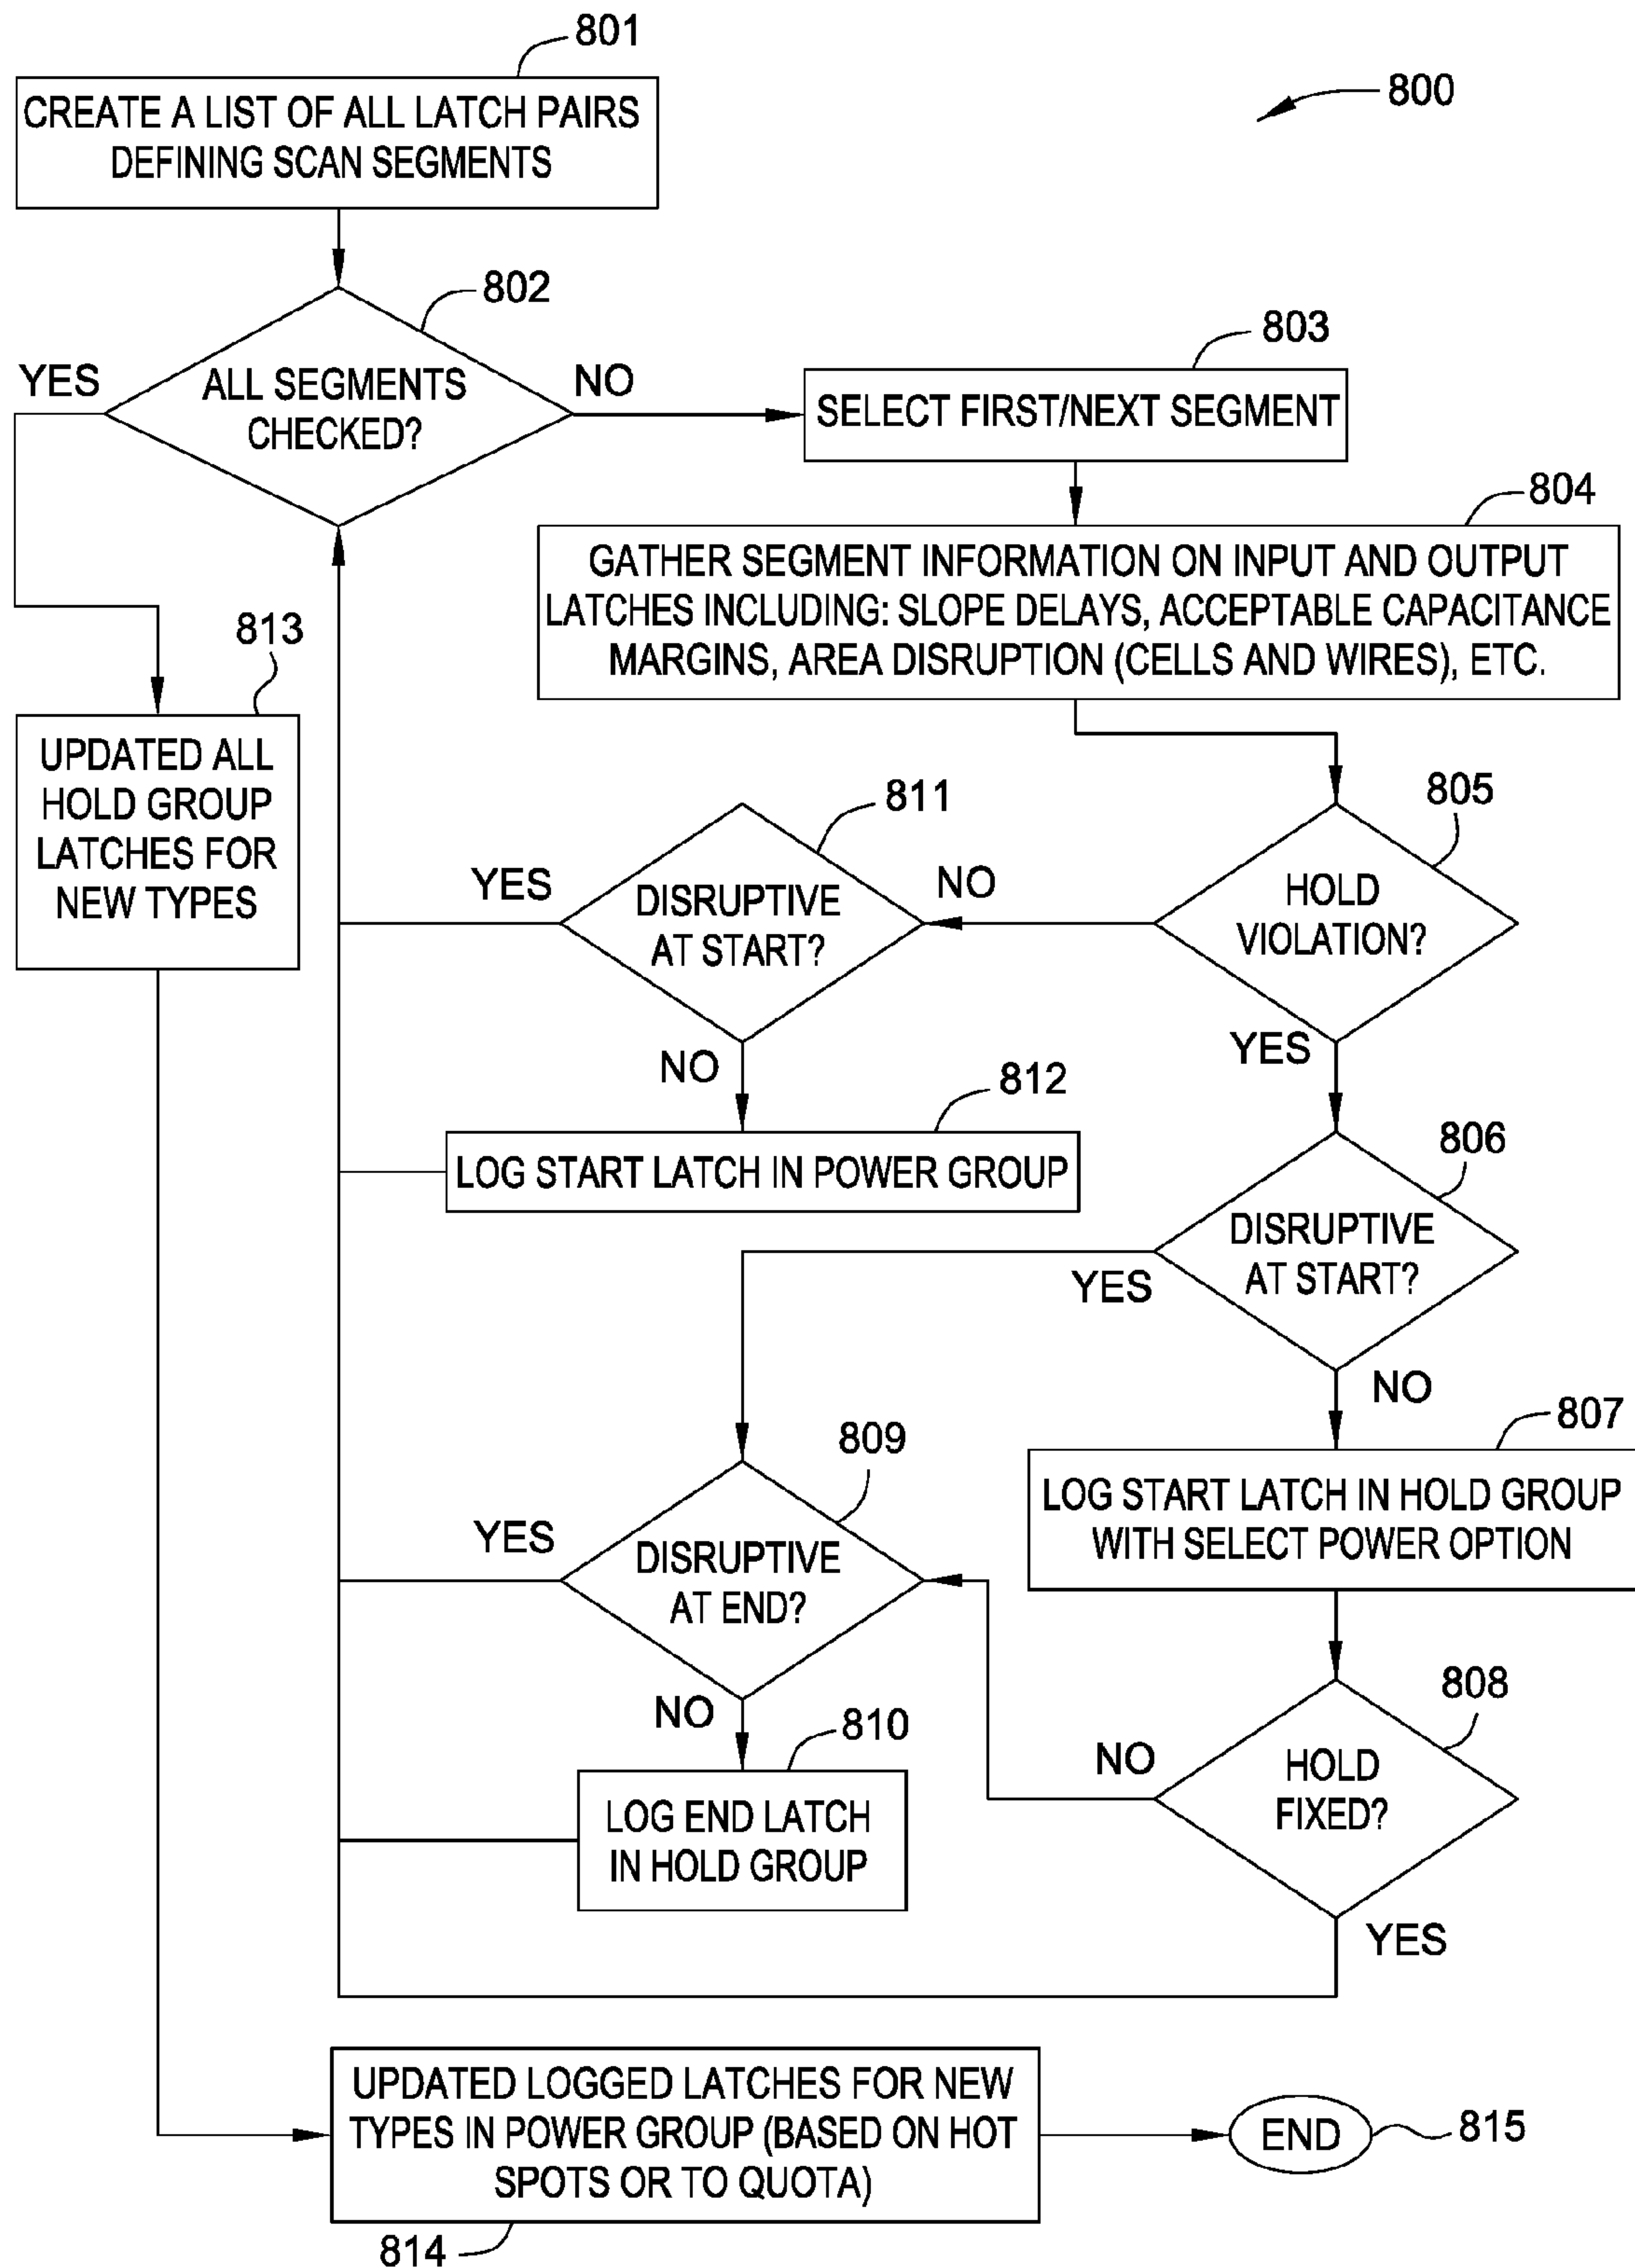 801
800
CREATE A LIST OF ALL LATCH PAIRS
DEFINING SCAN SEGMENTS
802
YES
ALL SEGMENTS
CHECKED?
NO
803
SELECT FIRST/NEXT SEGMENT
804
GATHER SEGMENT INFORMATION ON INPUT AND OUTPUT
LATCHES INCLUDING: SLOPE DELAYS, ACCEPTABLE CAPACITANCE
MARGINS, AREA DISRUPTION (CELLS AND WIRES), ETC.
813
UPDATED ALL
HOLD GROUP
LATCHES FOR
NEW TYPES
805
HOLD
VIOLATION?
NO
YES
811
YES
DISRUPTIVE
AT START?
NO
812
LOG START LATCH IN POWER GROUP
806
DISRUPTIVE
AT START?
YES
NO
807
LOG START LATCH IN HOLD GROUP
WITH SELECT POWER OPTION
809
YES
DISRUPTIVE
AT END?
NO
808
NO
HOLD
FIXED?
YES
810
LOG END LATCH
IN HOLD GROUP
UPDATED LOGGED LATCHES FOR NEW
TYPES IN POWER GROUP (BASED ON HOT
SPOTS OR TO QUOTA)
814
END
815